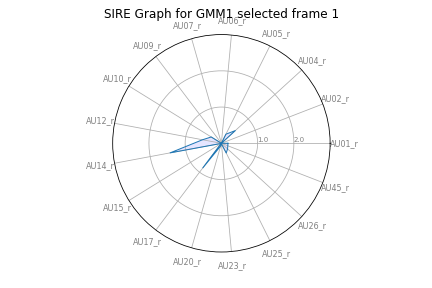 SIRE Graph for GMM1 selected frame 1
AU06_r
AU07_r
AU05_r
AU09_r
AU04_r
AU10_r
AU02_r
AU12_r
1.0
2.0
AU01_r
AU14_r
AU45_r
AU15_r
AU26_r
AU17_r
AU25_r
AU20_r
AU23_r